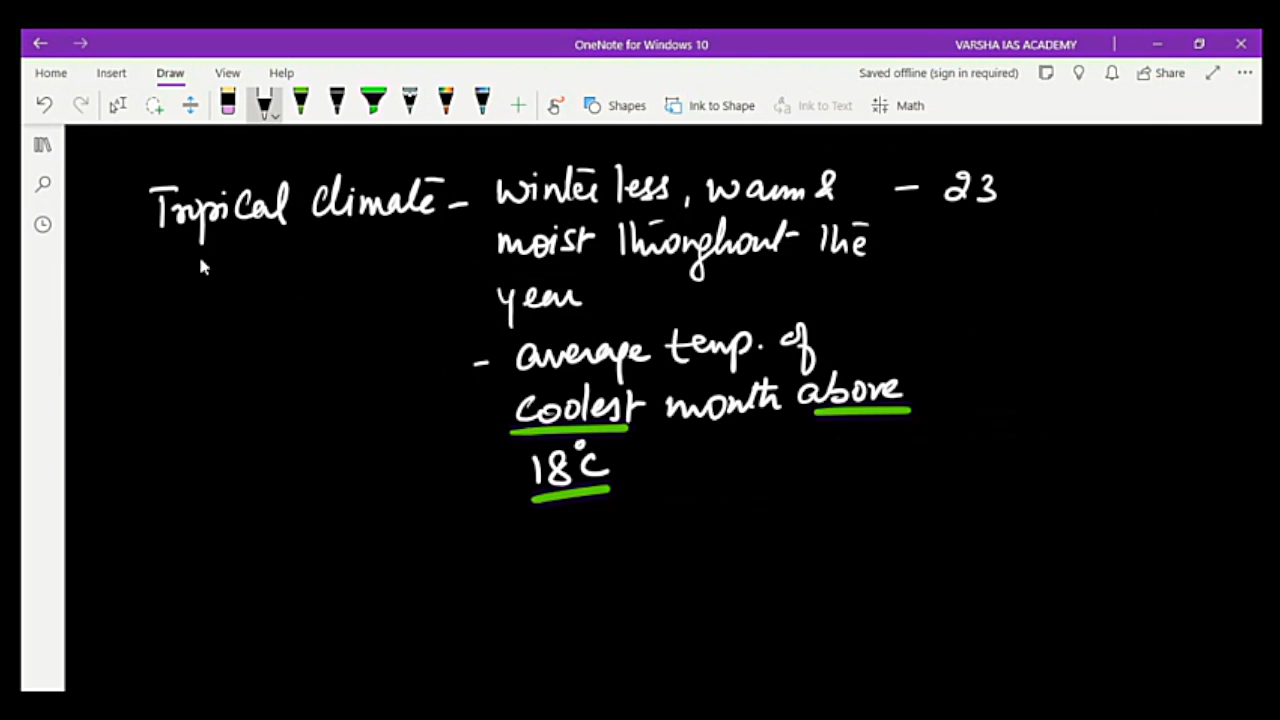 OneNote for Windows 10
VARSHA IAS ACADEMY
Home Insert Draw View Help
Saved offline (sign in required) Share
Shapes Ink to Shape Ink to Text Math
Tropical climate - winter less, warm & - 23
moist throughout the
year
- average temp. of
coolest month above
18°C